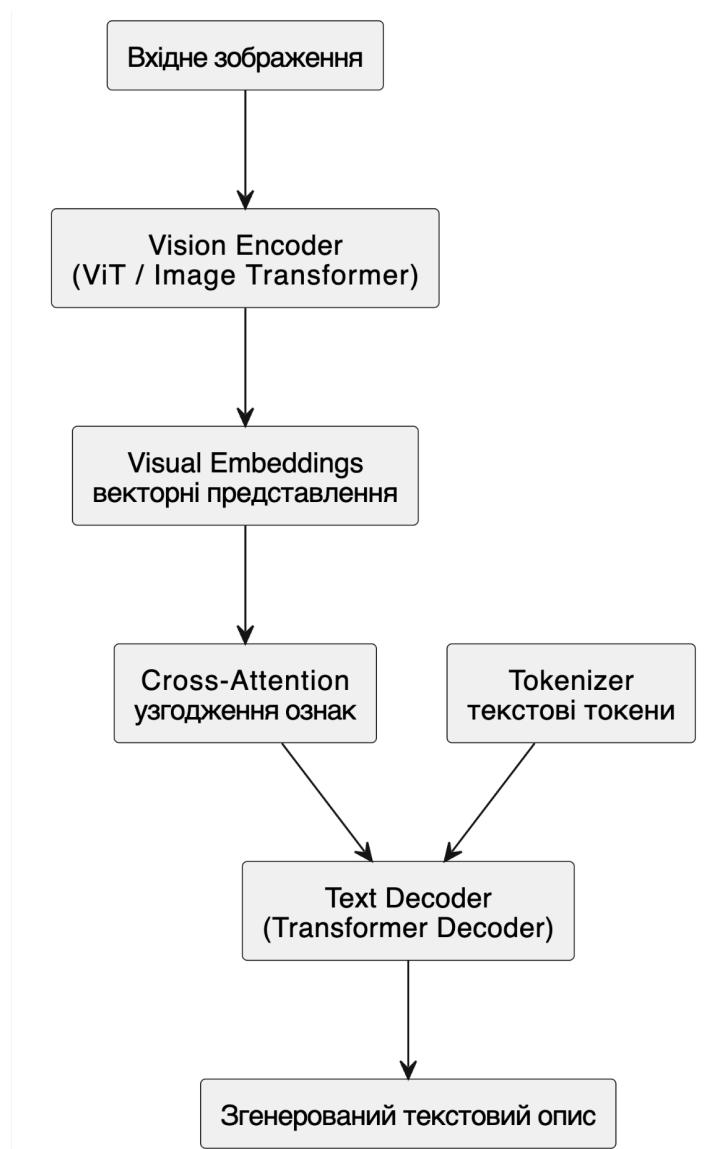 Вхідне зображення
Vision Encoder
(ViT / Image Transformer)
Visual Embeddings
векторні представлення
Cross-Attention
узгодження ознак
Tokenizer
текстові токени
Text Decoder
(Transformer Decoder)
Згенерований текстовий опис